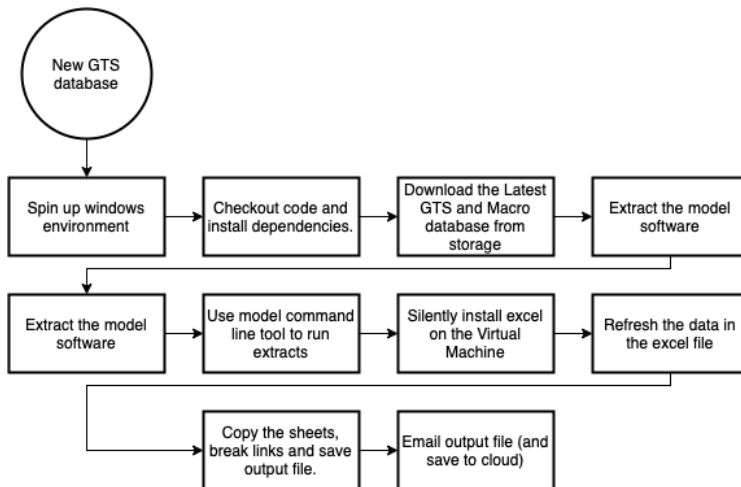 New GTS
database
Spin up windows
environment
Checkout code and
install dependencies.
Download the Latest
GTS and Macro
database from
storage
Extract the model
software
Extract the model
software
Use model command
line tool to run
extracts
Silently install excel
on the Virtual
Machine
Refresh the data in
the excel file
Copy the sheets,
break links and save
output file.
Email output file (and
save to cloud)